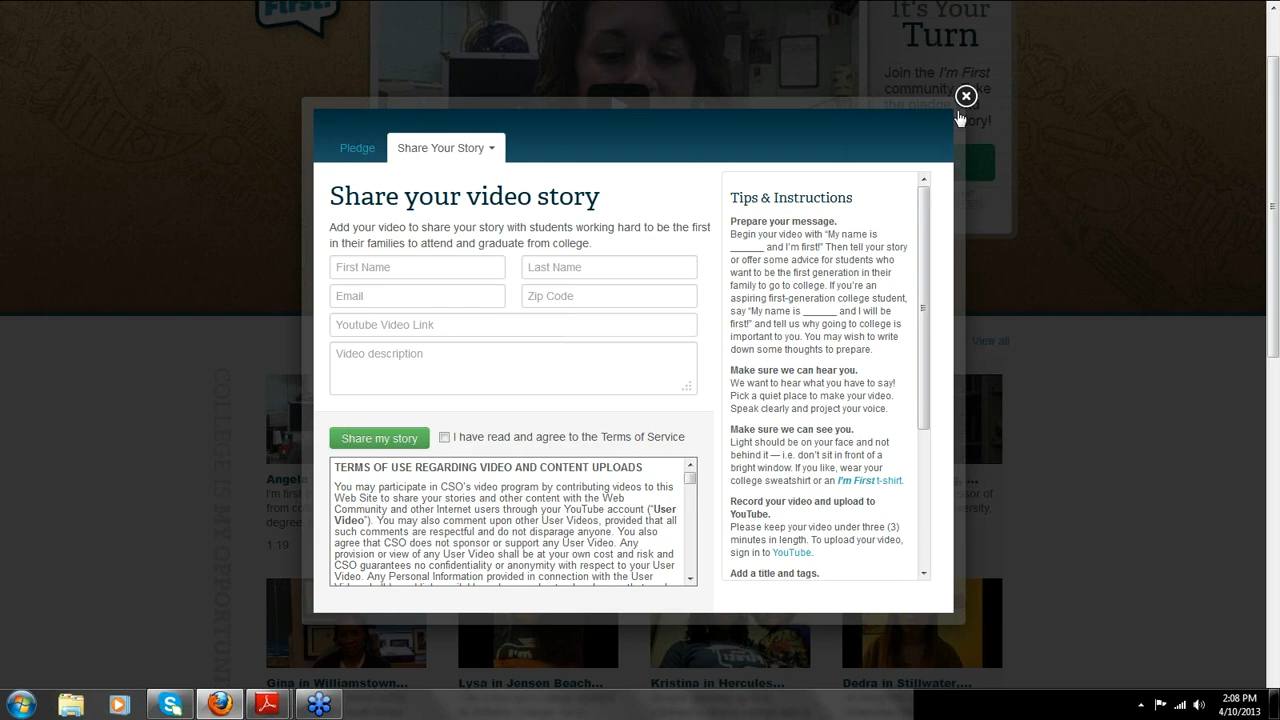 First!
It's Your
Turn
Join the I'm First
Pledge
Share Your Story
Share your video story
Add your video to share your story with students working hard to be the first
in their families to attend and graduate from college.
First Name
Last Name
Email
Zip Code
Youtube Video Link
Video description
Share my story
I have read and agree to the Terms of Service
TERMS OF USE REGARDING VIDEO AND CONTENT UPLOADS
You may participate in CSO's video program by contributing videos to this
Web Site to share your stories and other content with the Web
Community and other Internet users through your YouTube account ("User
Video"). You may also comment upon other User Videos, provided that all
such comments are respectful and do not disparage anyone. You also
agree that CSO does not sponsor or support any User Video. Any
provision or view of any User Video shall be at your own cost and risk and
CSO guarantees no confidentiality or anonymity with respect to your User
Video. Any Personal Information provided in connection with the User
Tips & Instructions
Prepare your message.
Begin your video with “My name is
______ and I’m first!” Then tell your story
or offer some advice for students who
want to be the first generation in their
family to go to college. If you’re an
aspiring first-generation college student,
say “My name is ______ and I will be
first!” and tell us why going to college is
important to you. You may wish to write
down some thoughts to prepare.
Make sure we can hear you.
We want to hear what you have to say!
Pick a quiet place to make your video.
Speak clearly and project your voice.
Make sure we can see you.
Light should be on your face and not
behind it — i.e. don’t sit in front of a
bright window. If you like, wear your
college sweatshirt or an I'm First t-shirt.
Record your video and upload to
YouTube.
Please keep your video under three (3)
minutes in length. To upload your video,
sign in to YouTube.
Add a title and tags.
View all
COLLEGE IS MY OPPORTUN
1:19
Gina in Williamstown...
Lysa in Jensen Beach...
Kristina in Hercules...
Dedra in Stillwater,...
2:08 PM
4/10/2013